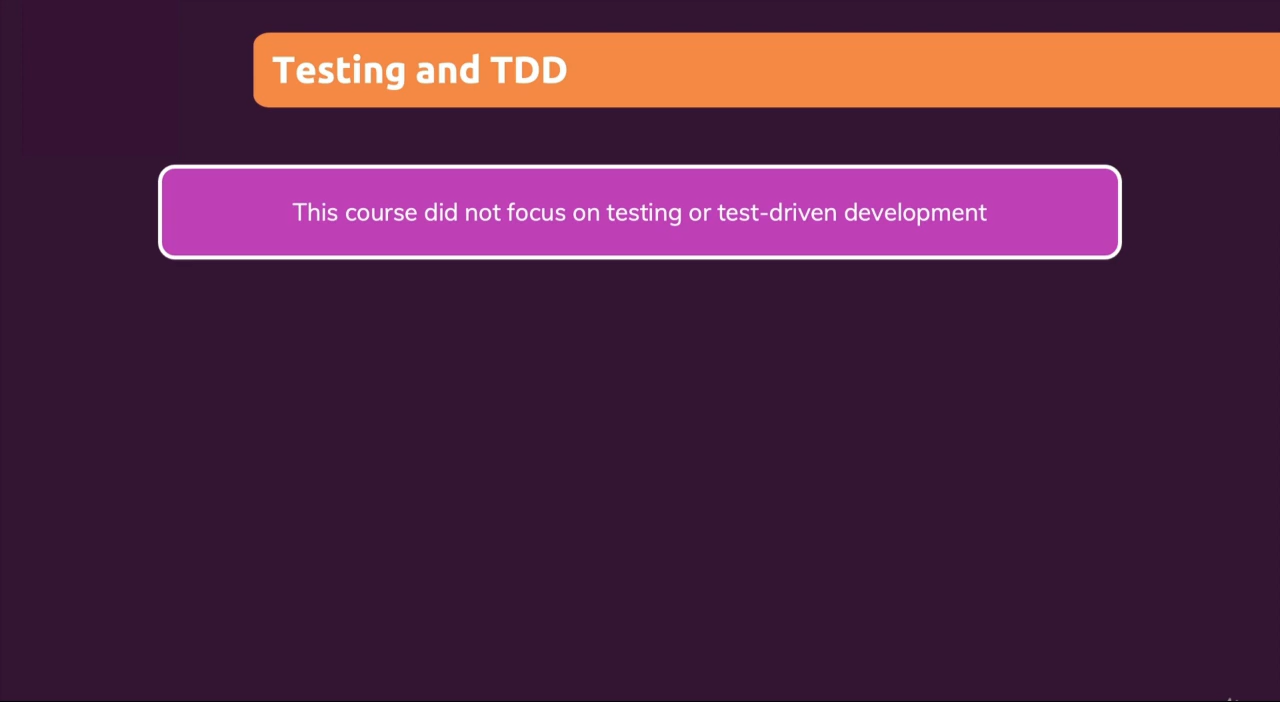 Testing and TDD
This course did not focus on testing or test-driven development